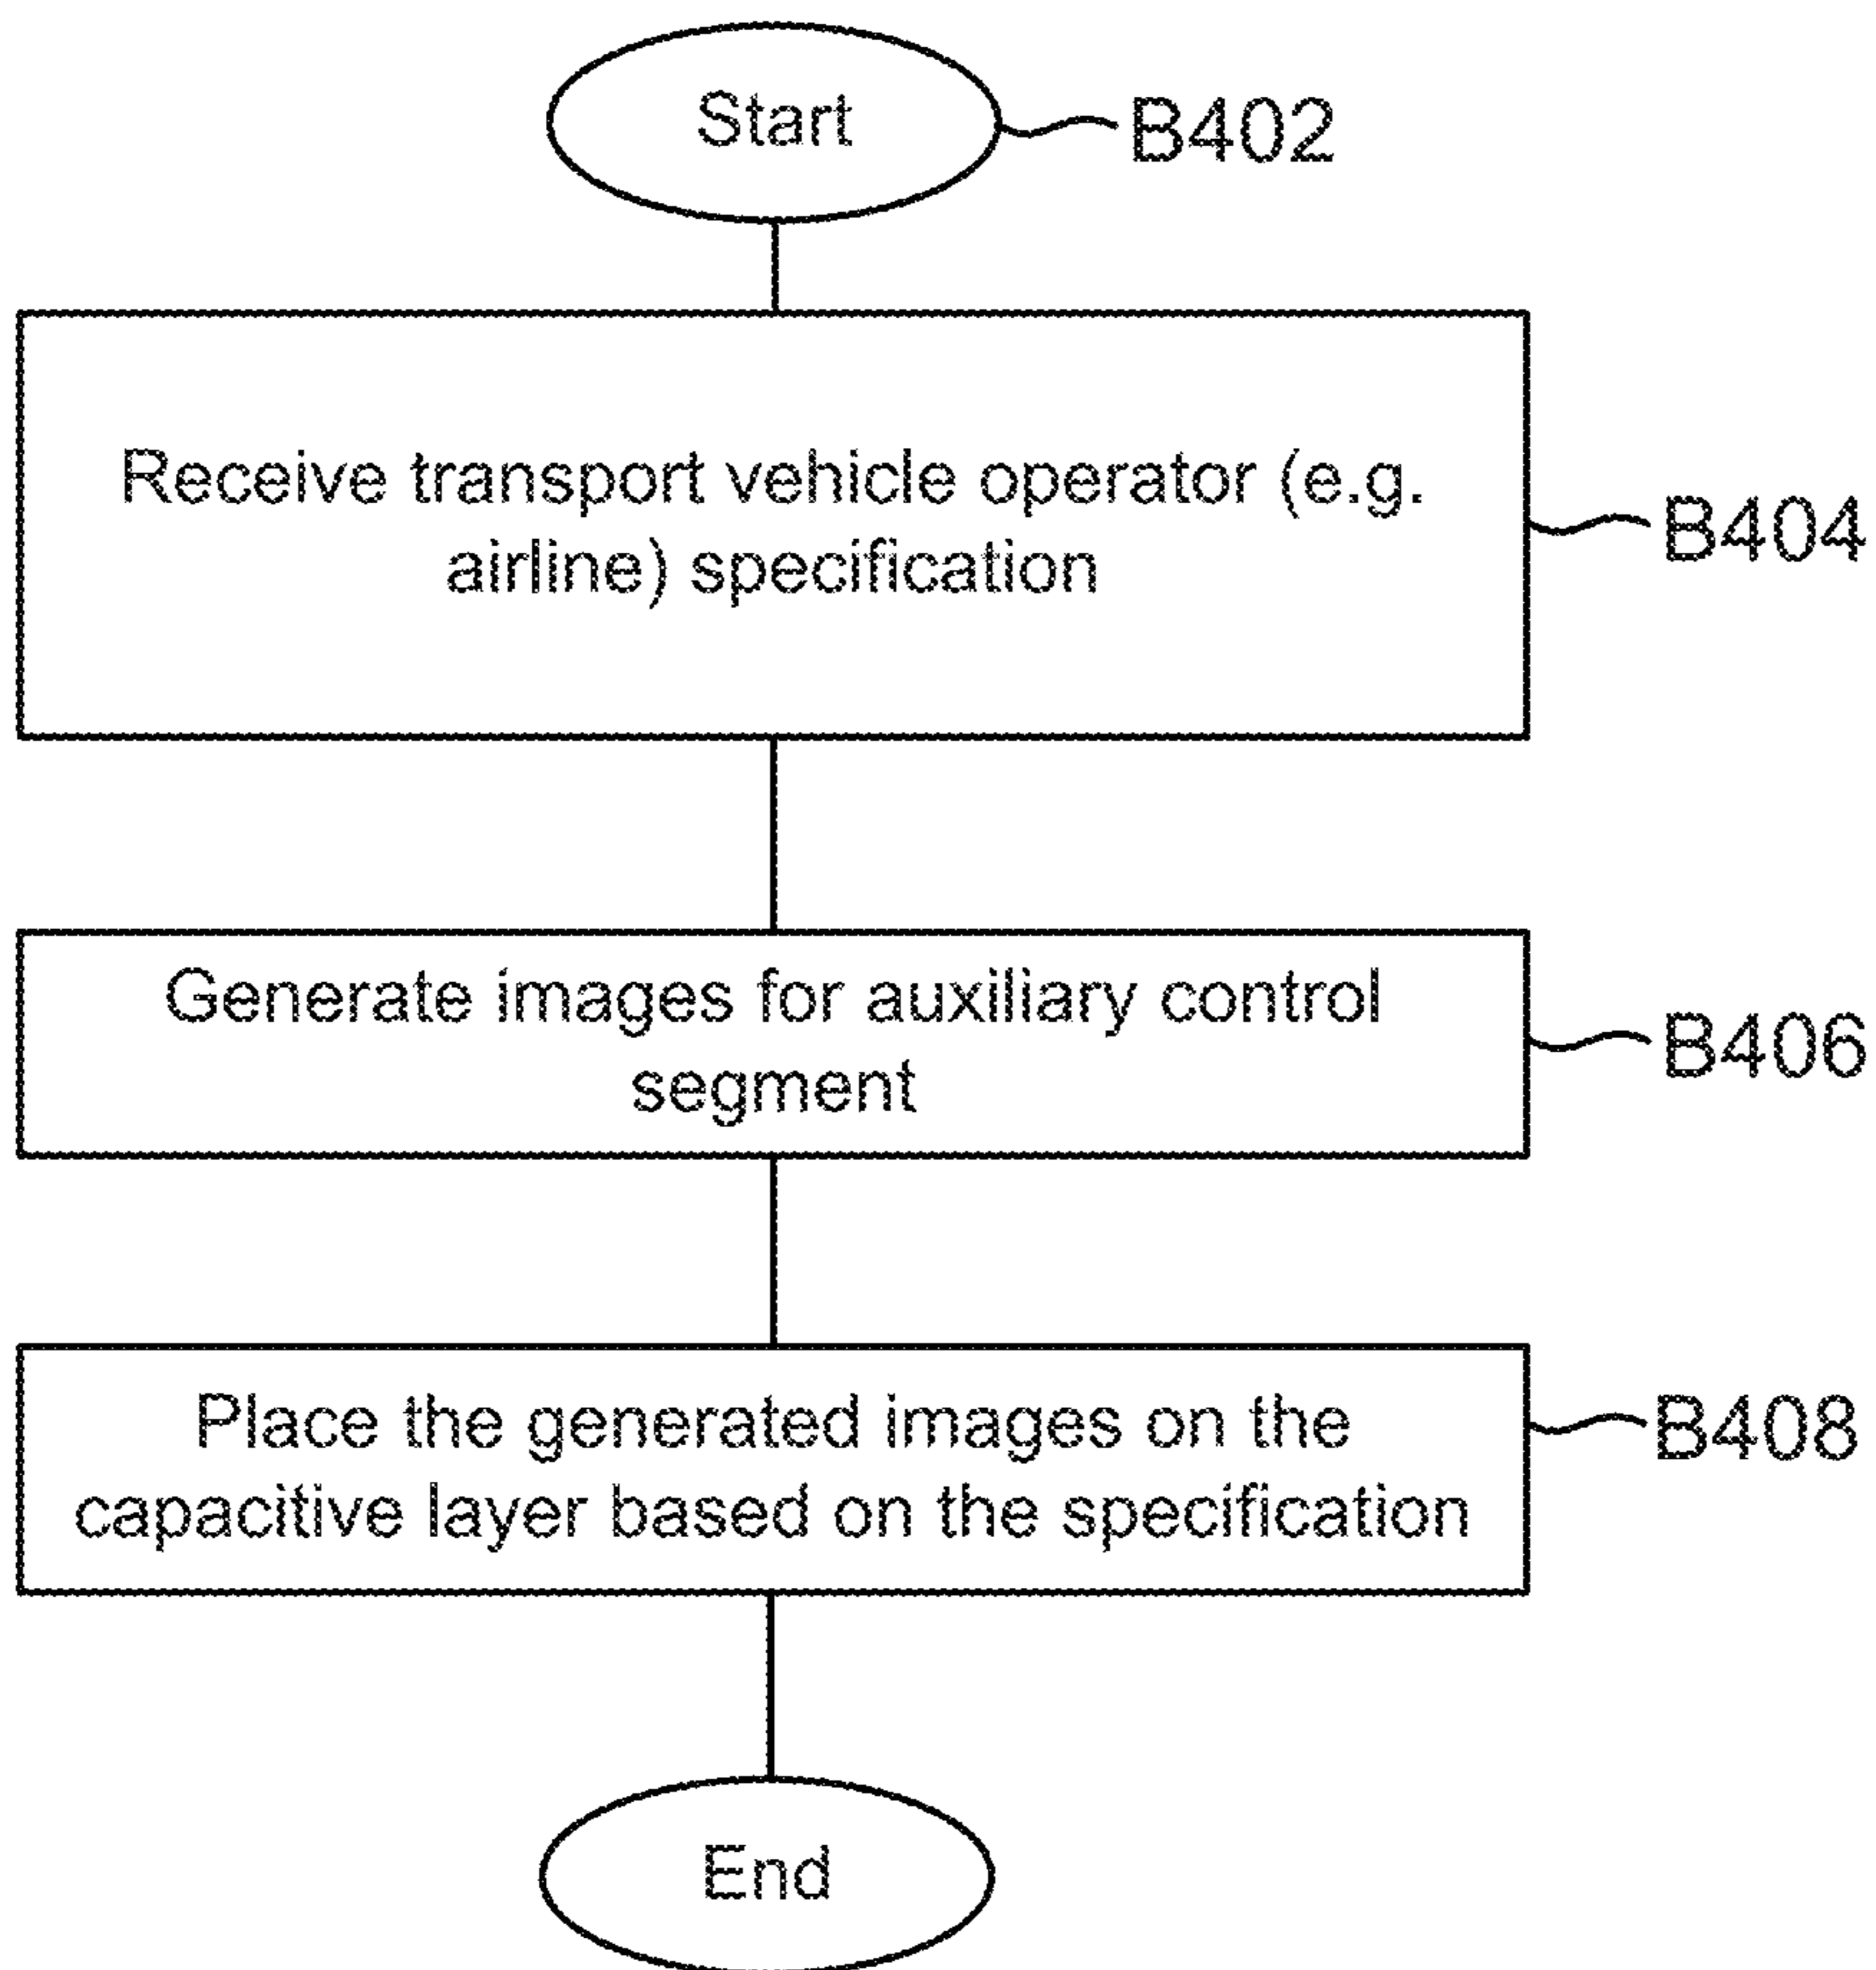 Start
B402
Receive transport vehicle operator (e.g.
airline) specification
B404
Generate images for auxiliary control
segment
B406
Place the generated images on the
capacitive layer based on the specification
B408
End